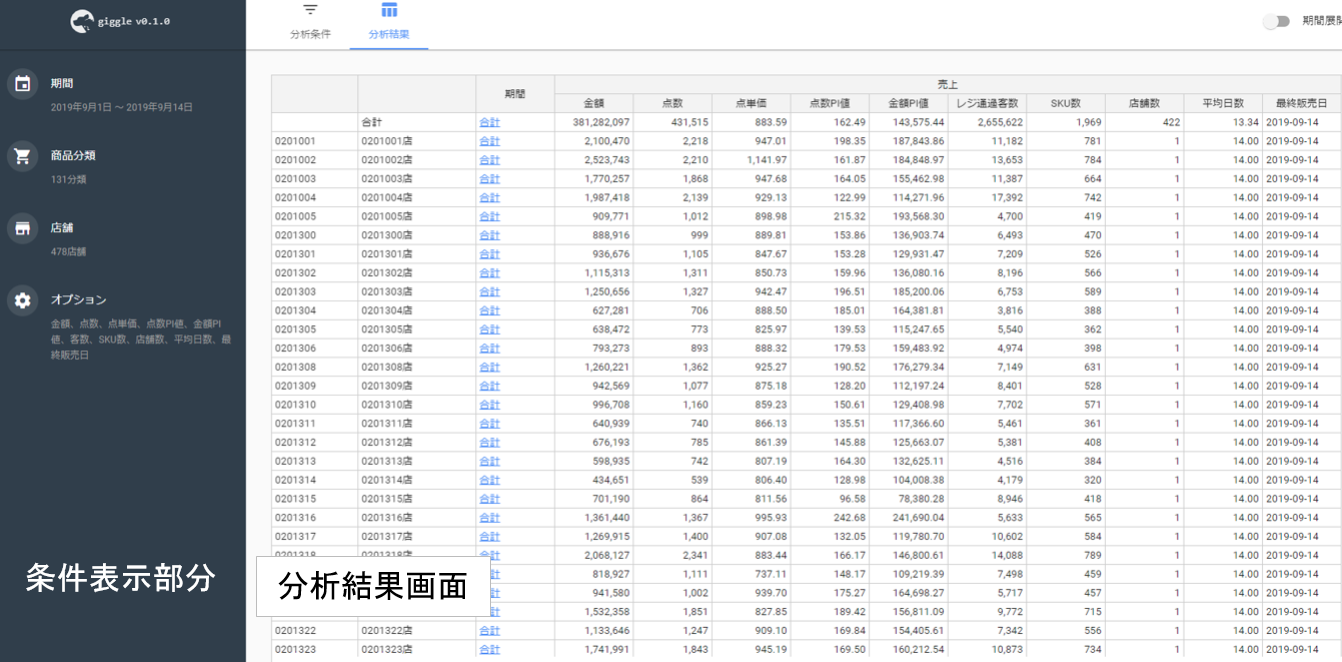 giggle v0.1.0
期間
2019年9月1日 ～ 2019年9月14日
商品分類
131分類
店舗
478店舗
オプション
金額、点数、点単価、点数PI値、金額PI
値、客数、SKU数、店舗数、平均日数、最
終販売日
条件表示部分
分析条件 分析結果 期間展開
期間 売上
金額 点数 点単価 点数PI値 金額PI値 レジ通過客数 SKU数 店舗数 平均日数 最終販売日
合計 合計 381,282,097 431,515 883.59 162.49 143,575.44 2,655,622 1,969 422 13.34 2019-09-14
0201001 0201001店 合計 2,100,470 2,218 947.01 198.35 187,843.86 11,182 781 1 14.00 2019-09-14
0201002 0201002店 合計 2,523,743 2,210 1,141.97 161.87 184,848.97 13,653 784 1 14.00 2019-09-14
0201003 0201003店 合計 1,770,257 1,868 947.68 164.05 155,462.98 11,387 664 1 14.00 2019-09-14
0201004 0201004店 合計 1,987,418 2,139 929.13 122.99 114,271.96 17,392 742 1 14.00 2019-09-14
0201005 0201005店 合計 909,771 1,012 898.98 215.32 193,568.30 4,700 419 1 14.00 2019-09-14
0201300 0201300店 合計 888,916 999 889.81 153.86 136,903.74 6,493 470 1 14.00 2019-09-14
0201301 0201301店 合計 936,676 1,105 847.67 153.28 129,931.47 7,209 526 1 14.00 2019-09-14
0201302 0201302店 合計 1,115,313 1,311 850.73 159.96 136,080.16 8,196 566 1 14.00 2019-09-14
0201303 0201303店 合計 1,250,656 1,327 942.47 196.51 185,200.06 6,753 589 1 14.00 2019-09-14
0201304 0201304店 合計 627,281 706 888.50 185.01 164,381.81 3,816 388 1 14.00 2019-09-14
0201305 0201305店 合計 638,472 773 825.97 139.53 115,247.65 5,540 362 1 14.00 2019-09-14
0201306 0201306店 合計 793,273 893 888.32 179.53 159,483.92 4,974 398 1 14.00 2019-09-14
0201308 0201308店 合計 1,260,221 1,362 925.27 190.52 176,279.34 7,149 631 1 14.00 2019-09-14
0201309 0201309店 合計 942,569 1,077 875.18 128.20 112,197.24 8,401 528 1 14.00 2019-09-14
0201310 0201310店 合計 996,708 1,160 859.23 150.61 129,408.98 7,702 571 1 14.00 2019-09-14
0201311 0201311店 合計 640,939 740 866.13 135.51 117,366.60 5,461 361 1 14.00 2019-09-14
0201312 0201312店 合計 676,193 785 861.39 145.88 125,663.07 5,381 408 1 14.00 2019-09-14
0201313 0201313店 合計 598,935 742 807.19 164.30 132,625.11 4,516 384 1 14.00 2019-09-14
0201314 0201314店 合計 434,651 539 806.40 128.98 104,008.38 4,179 320 1 14.00 2019-09-14
0201315 0201315店 合計 701,190 864 811.56 96.58 78,380.28 8,946 418 1 14.00 2019-09-14
0201316 0201316店 合計 1,361,440 1,367 995.93 242.68 241,690.04 5,633 565 1 14.00 2019-09-14
0201317 0201317店 合計 1,269,915 1,400 907.08 132.05 119,780.70 10,602 584 1 14.00 2019-09-14
0201318 0201318店 合計 2,068,127 2,341 883.44 166.17 146,800.61 14,088 789 1 14.00 2019-09-14
818,927 1,111 737.11 148.17 109,219.39 7,498 459 1 14.00 2019-09-14
分析結果画面
941,580 1,002 939.70 175.27 164,698.27 5,717 457 1 14.00 2019-09-14
1,532,358 1,851 827.85 189.42 156,811.09 9,772 715 1 14.00 2019-09-14
0201322 0201322店 合計 1,133,646 1,247 909.10 169.84 154,405.61 7,342 556 1 14.00 2019-09-14
0201323 0201323店 合計 1,741,991 1,843 945.19 169.50 160,212.54 10,873 734 1 14.00 2019-09-14